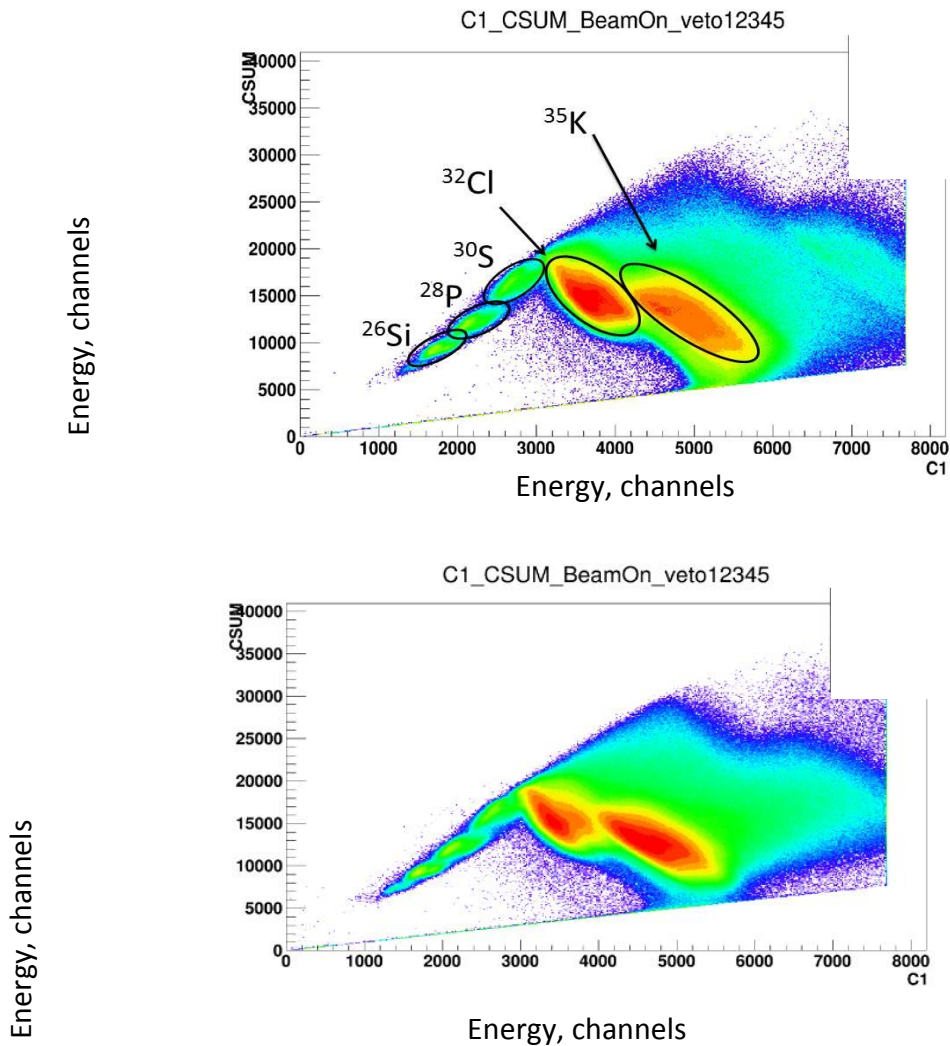 C1_CSUM_BeamOn_veto12345
CSUM
40000
35000
30000
25000
20000
15000
10000
5000
0
³⁵K
³²Cl
³⁰S
²⁸P
²⁶Si
Energy, channels
0 1000 2000 3000 4000 5000 6000 7000 8000
C1
Energy, channels
C1_CSUM_BeamOn_veto12345
CSUM
40000
35000
30000
25000
20000
15000
10000
5000
0
Energy, channels
0 1000 2000 3000 4000 5000 6000 7000 8000
C1
Energy, channels